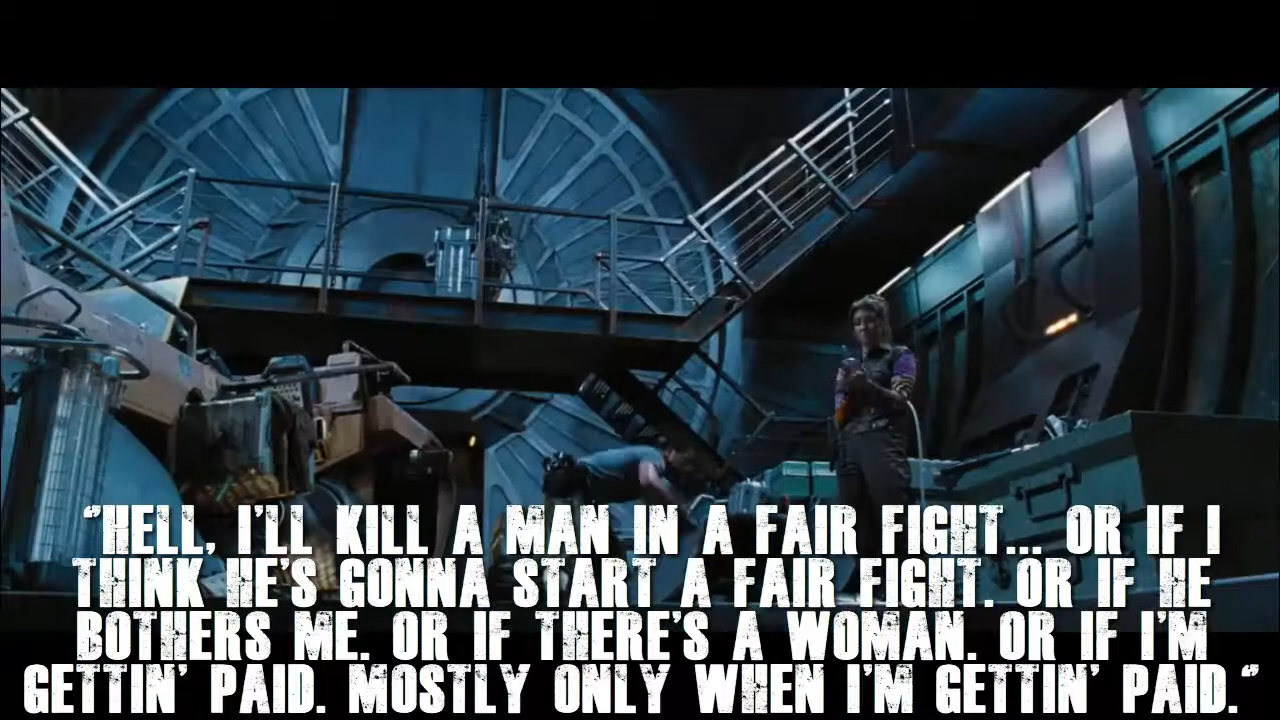 "HELL, I'LL KILL A MAN IN A FAIR FIGHT... OR IF I
THINK HE'S GONNA START A FAIR FIGHT. OR IF HE
BOTHERS ME. OR IF THERE'S A WOMAN. OR IF I'M
GETTIN' PAID. MOSTLY ONLY WHEN I'M GETTIN' PAID."